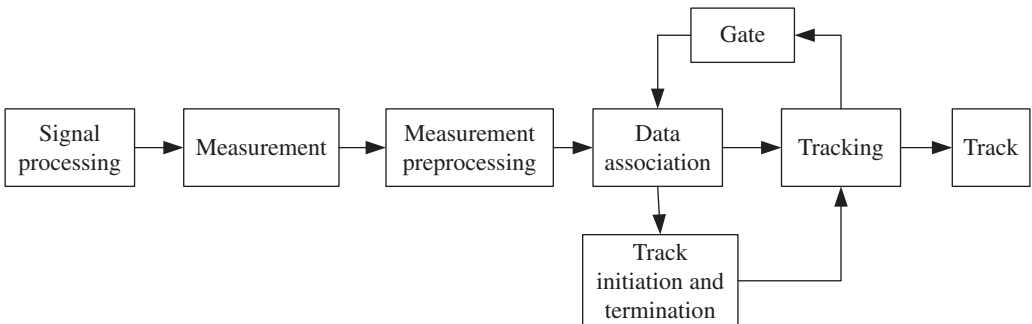 Gate
Signal
processing
Measurement
Measurement
preprocessing
Data
association
Tracking
Track
Track
initiation and
termination